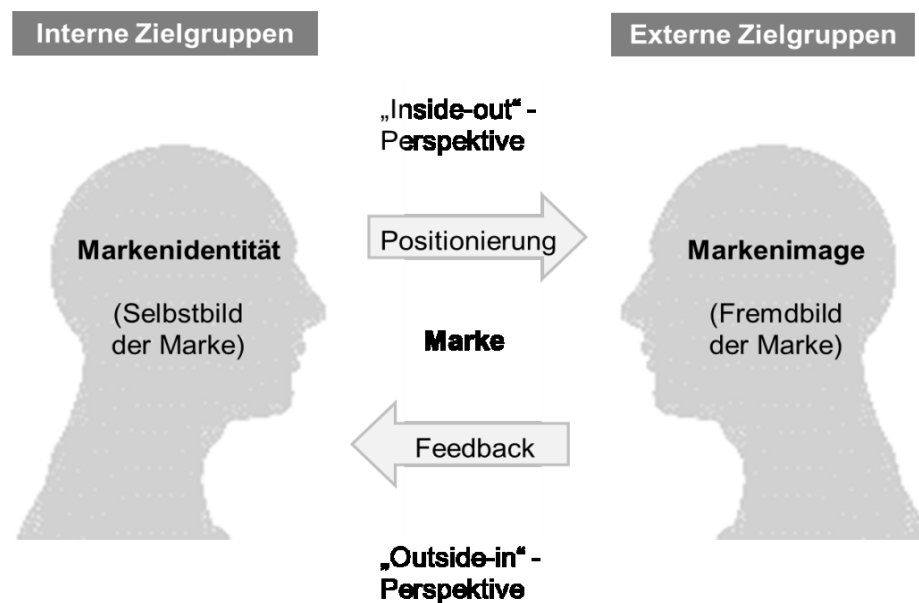 Interne Zielgruppen
Externe Zielgruppen
„Inside-out“ -
Perspektive
Markenidentität
(Selbstbild
der Marke)
Positionierung
Marke
Feedback
Markenimage
(Fremdbild
der Marke)
„Outside-in“ -
Perspektive